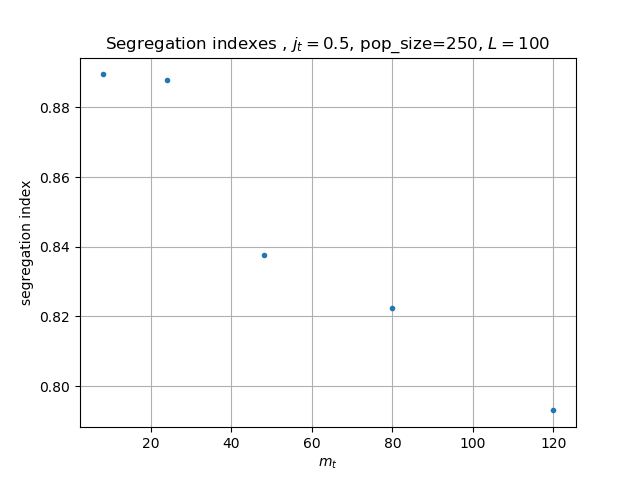 Segregation indexes , j_t = 0.5, pop_size=250, L = 100
segregation index
0.88
0.86
0.84
0.82
0.80
20 40 60 80 100 120
m_t